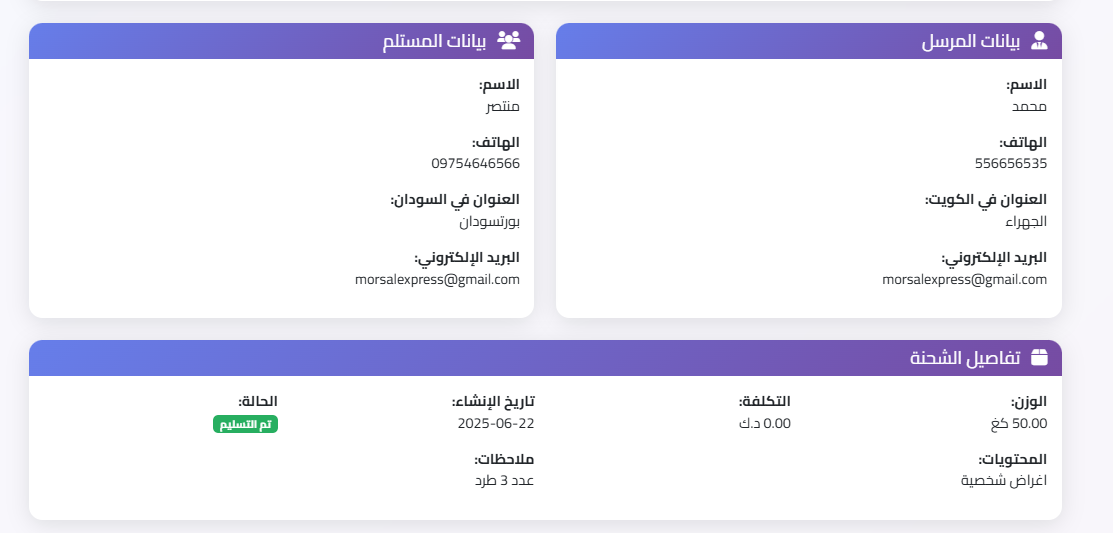 بيانات المرسل
الاسم:
محمد
الهاتف:
556656535
العنوان في الكويت:
الجهراء
البريد الإلكتروني:
morsalexpress@gmail.com
بيانات المستلم
الاسم:
منتصر
الهاتف:
09754646566
العنوان في السودان:
بورتسودان
البريد الإلكتروني:
morsalexpress@gmail.com
تفاصيل الشحنة
الوزن:
50.00 كغ
التكلفة:
0.00 د.ك
تاريخ الإنشاء:
2025-06-22
الحالة:
تم التسليم
المحتويات:
اغراض شخصية
ملاحظات:
عدد 3 طرد